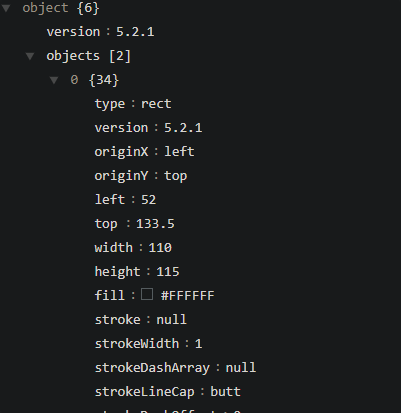 object {6}
version : 5.2.1
objects [2]
0 {34}
type : rect
version : 5.2.1
originX : left
originY : top
left : 52
top : 133.5
width : 110
height : 115
fill : #FFFFFF
stroke : null
strokeWidth : 1
strokeDashArray : null
strokeLineCap : butt